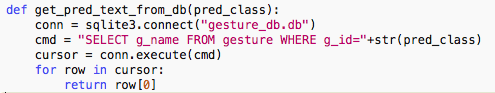 def get_pred_text_from_db(pred_class):
    conn = sqlite3.connect("gesture_db.db")
    cmd = "SELECT g_name FROM gesture WHERE g_id="+str(pred_class)
    cursor = conn.execute(cmd)
    for row in cursor:
        return row[0]